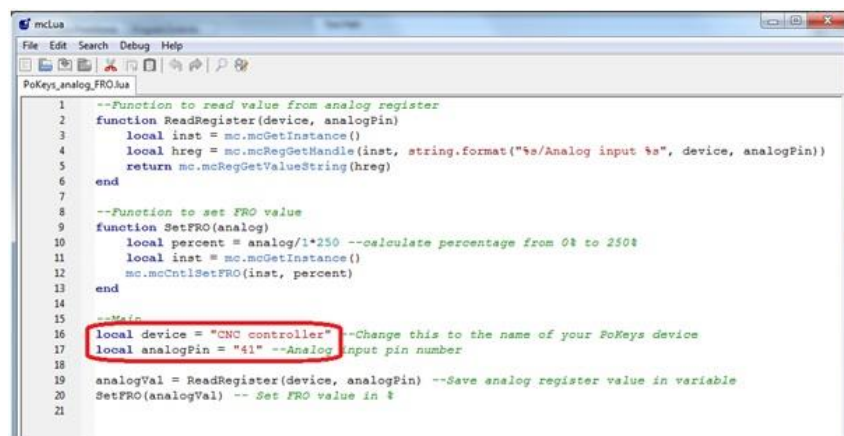 mcLua
File Edit Search Debug Help
PoKeys_analog_FRO.lua
1 --Function to read value from analog register
2 function ReadRegister(device, analogPin)
3 local inst = mc.mcGetInstance()
4 local hreg = mc.mcRegGetHandle(inst, string.format("%s/Analog input %s", device, analogPin))
5 return mc.mcRegGetValueString(hreg)
6 end
7
8 --Function to set FRO value
9 function SetFRO(analog)
10 local percent = analog/1*250 --calculate percentage from 0% to 250%
11 local inst = mc.mcGetInstance()
12 mc.mcCntlSetFRO(inst, percent)
13 end
14
15 --Main
16 local device = "CNC controller" --Change this to the name of your PoKeys device
17 local analogPin = "41" --Analog input pin number
18
19 analogVal = ReadRegister(device, analogPin) --Save analog register value in variable
20 SetFRO(analogVal) -- Set FRO value in %
21